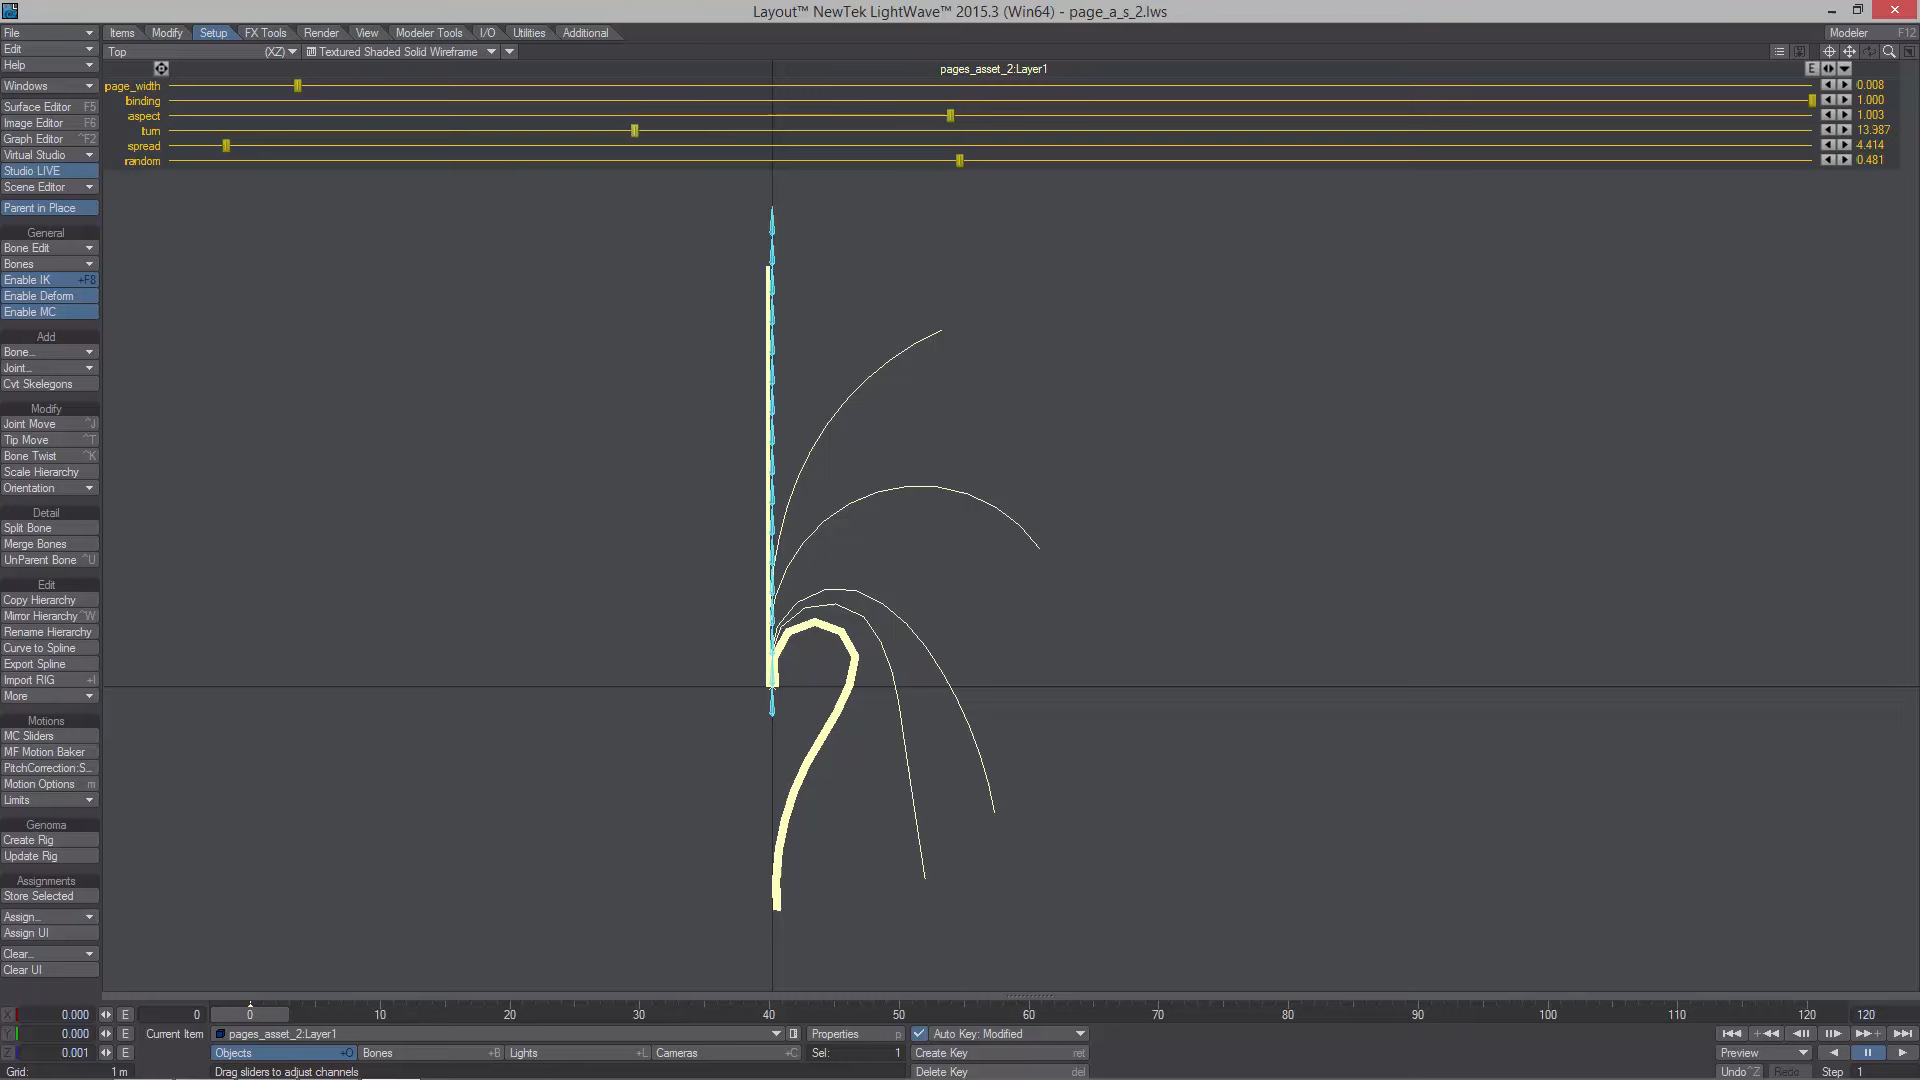 Layout™ NewTek LightWave™ 2015.3 (Win64) - page_a_s_2.lws
File
Items
Modify
Setup
FX Tools
Render
View
Modeler Tools
I/O
Utilities
Additional
Modeler F12
Edit
Top (XZ)
Textured Shaded Solid Wireframe
Help
pages_asset_2:Layer1
E
Windows
page_width 0.008
binding 1.000
aspect 1.003
turn 13.987
spread 4.414
random 0.481
Surface Editor F5
Image Editor F6
Graph Editor ^F2
Virtual Studio
Studio LIVE
Scene Editor
Parent in Place
General
Bone Edit
Bones
Enable IK +F8
Enable Deform
Enable MC
Add
Bone...
Joint...
Cvt Skelegons
Modify
Joint Move ^J
Tip Move ^T
Bone Twist ^K
Scale Hierarchy
Orientation
Detail
Split Bone
Merge Bones
UnParent Bone ^U
Edit
Copy Hierarchy
Mirror Hierarchy ^W
Rename Hierarchy
Curve to Spline
Export Spline
Import RIG +I
More
Motions
MC Sliders
MF Motion Baker
PitchCorrection:S...
Motion Options m
Limits
Genoma
Create Rig
Update Rig
Assignments
Store Selected
Assign...
Assign UI
Clear...
Clear UI
X 0.000 E 0 0 10 20 30 40 50 60 70 80 90 100 110 120 120
Y 0.000 E Current Item pages_asset_2:Layer1 Properties p Auto Key: Modified
Z 0.001 E Objects +O Bones +B Lights +L Cameras +C Sel: 1 Create Key ret Preview
Grid: 1 m Drag sliders to adjust channels Delete Key del Undo ^Z Redo Step 1